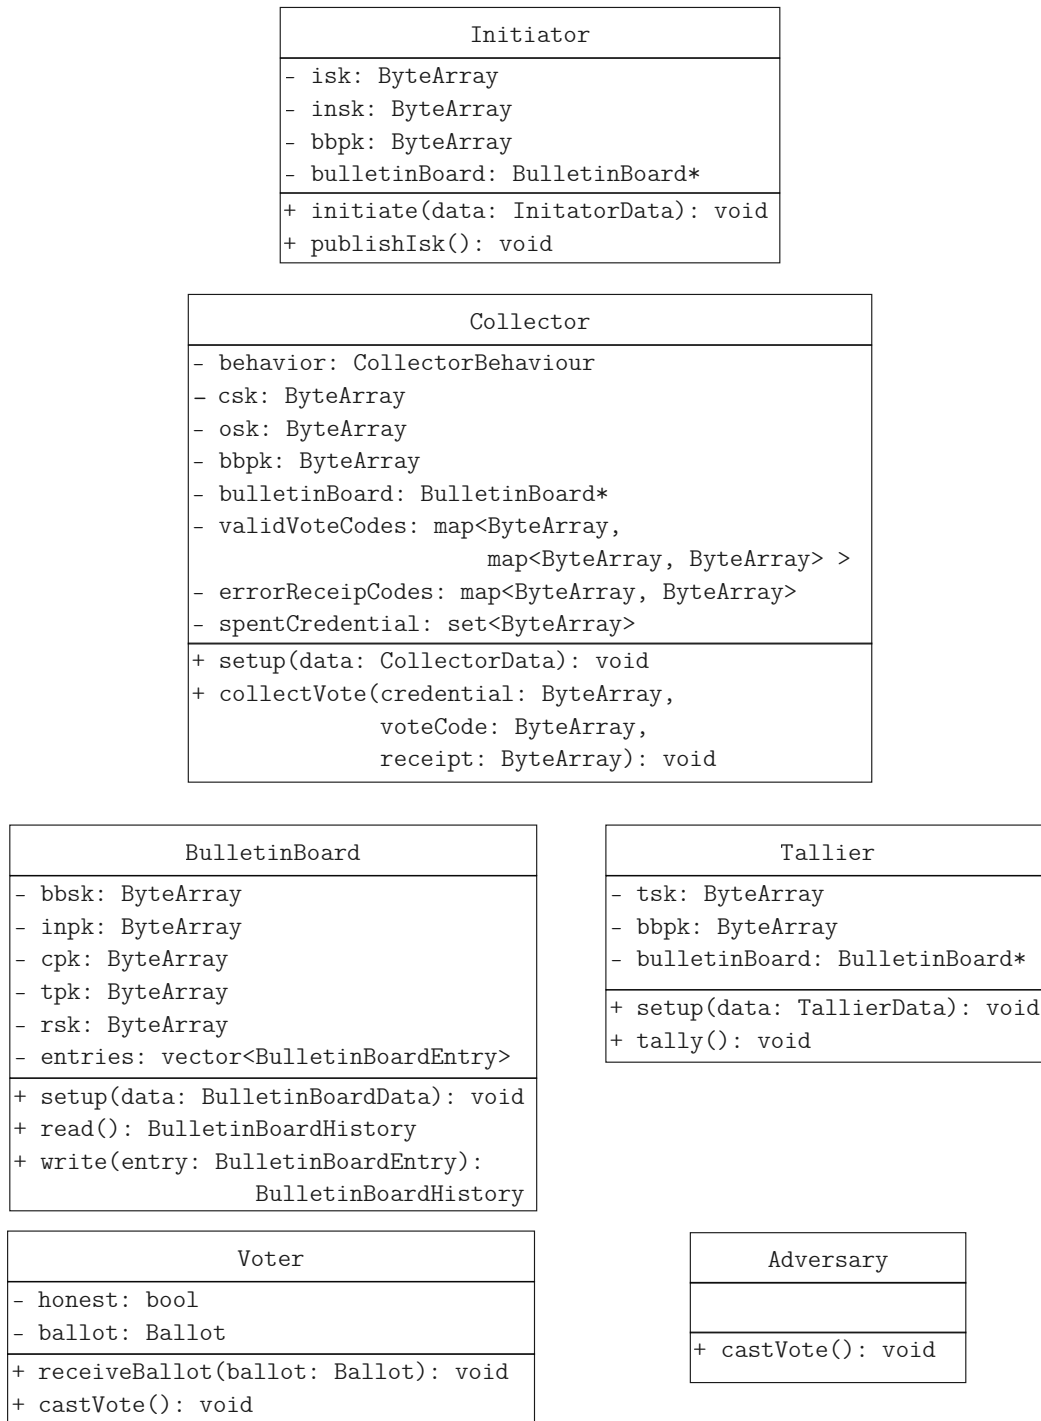 Initiator
- isk: ByteArray
- insk: ByteArray
- bbpk: ByteArray
- bulletinBoard: BulletinBoard*
+ initiate(data: InitatorData): void
+ publishIsk(): void
Collector
- behavior: CollectorBehaviour
- csk: ByteArray
- osk: ByteArray
- bbpk: ByteArray
- bulletinBoard: BulletinBoard*
- validVoteCodes: map<ByteArray,
map<ByteArray, ByteArray> >
- errorReceipCodes: map<ByteArray, ByteArray>
- spentCredential: set<ByteArray>
+ setup(data: CollectorData): void
+ collectVote(credential: ByteArray,
voteCode: ByteArray,
receipt: ByteArray): void
BulletinBoard
- bbsk: ByteArray
- inpk: ByteArray
- cpk: ByteArray
- tpk: ByteArray
- rsk: ByteArray
- entries: vector<BulletinBoardEntry>
+ setup(data: BulletinBoardData): void
+ read(): BulletinBoardHistory
+ write(entry: BulletinBoardEntry):
BulletinBoardHistory
Tallier
- tsk: ByteArray
- bbpk: ByteArray
- bulletinBoard: BulletinBoard*
+ setup(data: TallierData): void
+ tally(): void
Voter
- honest: bool
- ballot: Ballot
+ receiveBallot(ballot: Ballot): void
+ castVote(): void
Adversary
+ castVote(): void